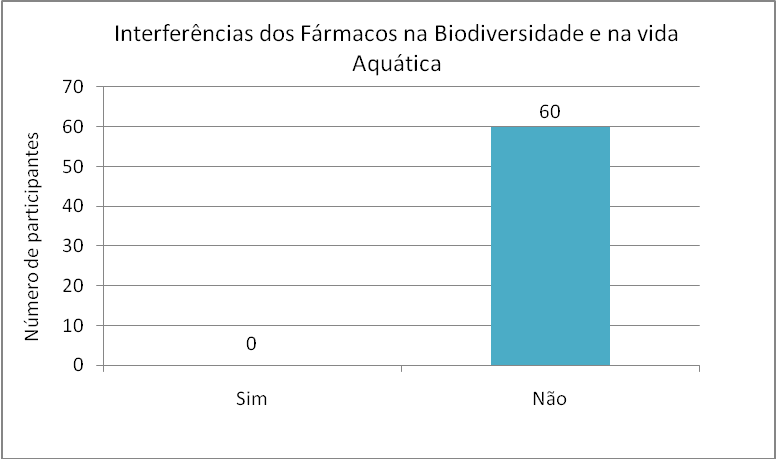 Interferências dos Fármacos na Biodiversidade e na vida
Aquática
Número de participantes
70
60
50
40
30
20
10
0
60
0
Sim
Não